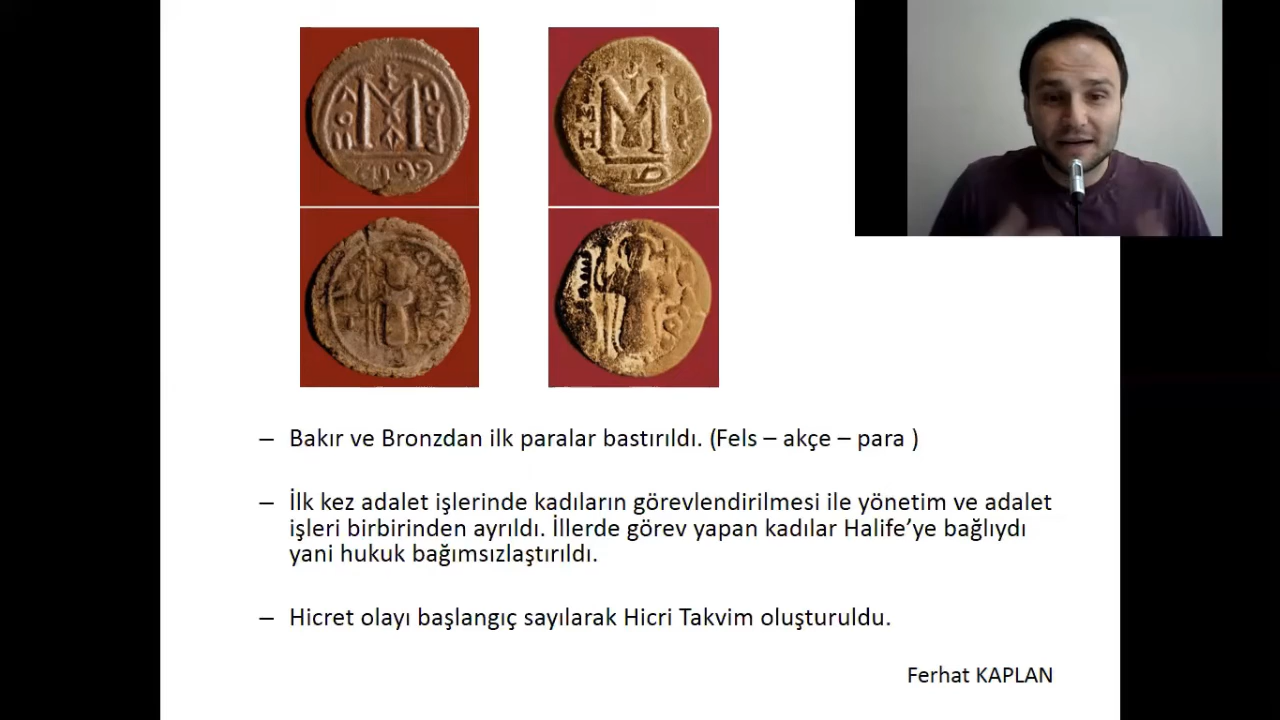 – Bakır ve Bronzdan ilk paralar bastırıldı. (Fels – akçe – para )
– İlk kez adalet işlerinde kadıların görevlendirilmesi ile yönetim ve adalet
işleri birbirinden ayrıldı. İllerde görev yapan kadılar Halife’ye bağlıydı
yani hukuk bağımsızlaştırıldı.
– Hicret olayı başlangıç sayılarak Hicri Takvim oluşturuldu.
Ferhat KAPLAN